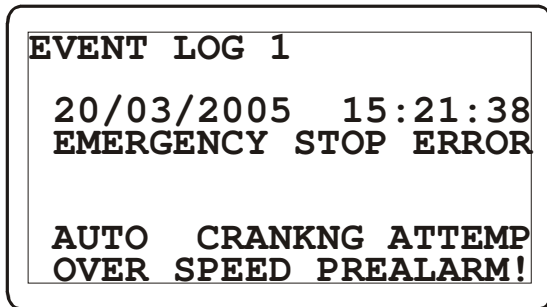 EVENT LOG 1
20/03/2005 15:21:38
EMERGENCY STOP ERROR
AUTO CRANKNG ATTEMP
OVER SPEED PREALARM!